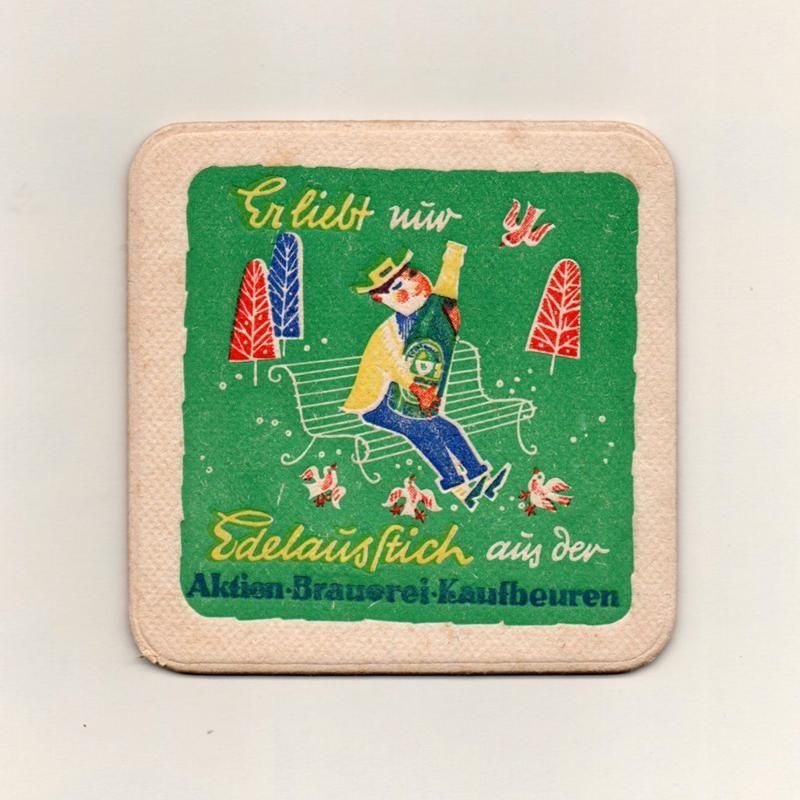 Er liebt nur
Edelausstich aus der
Aktien-Brauerei-Kaufbeuren